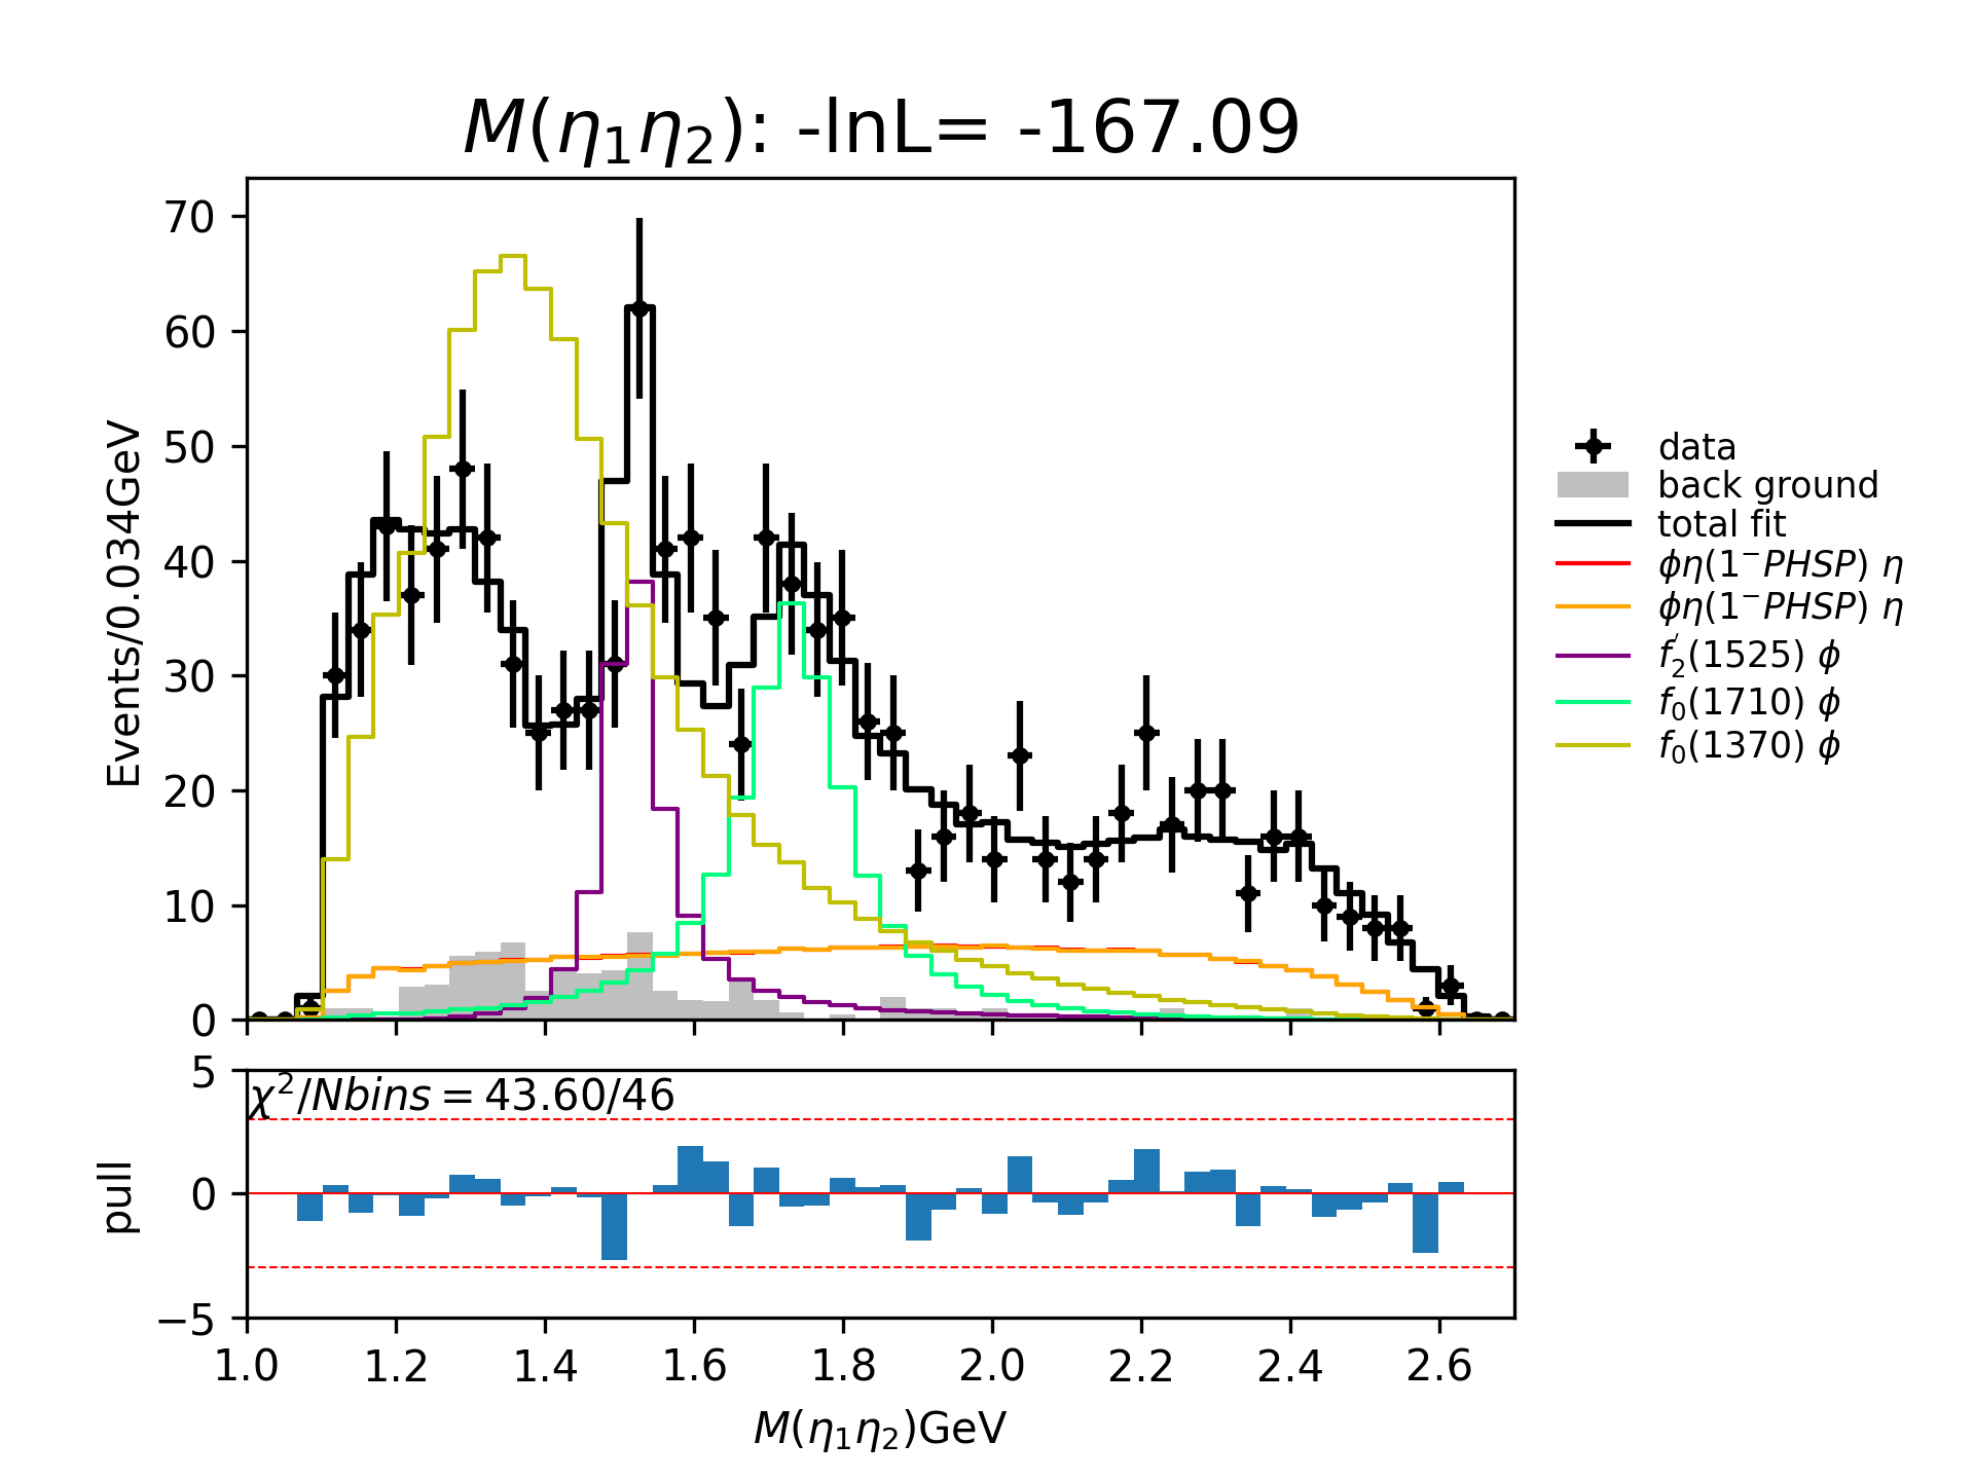 M(η₁η₂): -lnL= -167.09
Events/0.034GeV
70
60
50
40
30
20
10
0
data
back ground
total fit
ϕη(1⁻PHSP) η
ϕη(1⁻PHSP) η
f₂′(1525) ϕ
f₀(1710) ϕ
f₀(1370) ϕ
χ²/Nbins = 43.60/46
pull
5
0
−5
1.0 1.2 1.4 1.6 1.8 2.0 2.2 2.4 2.6
M(η₁η₂)GeV